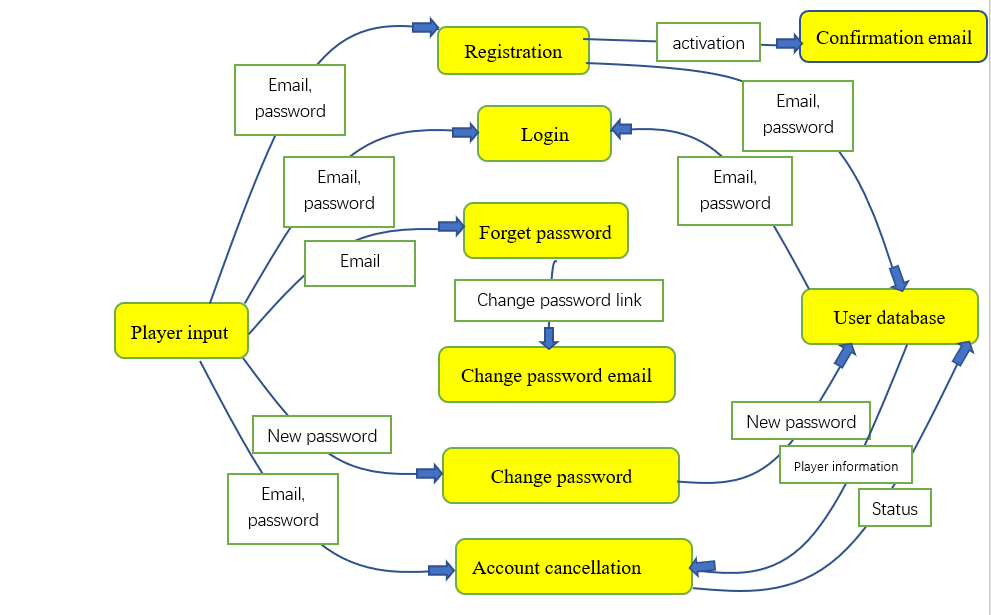 Registration
activation
Confirmation email
Email,
password
Email,
password
Login
Email,
password
Email,
password
Forget password
Email
Change password link
Player input
User database
Change password email
New password
New password
Player information
Change password
Email,
password
Status
Account cancellation